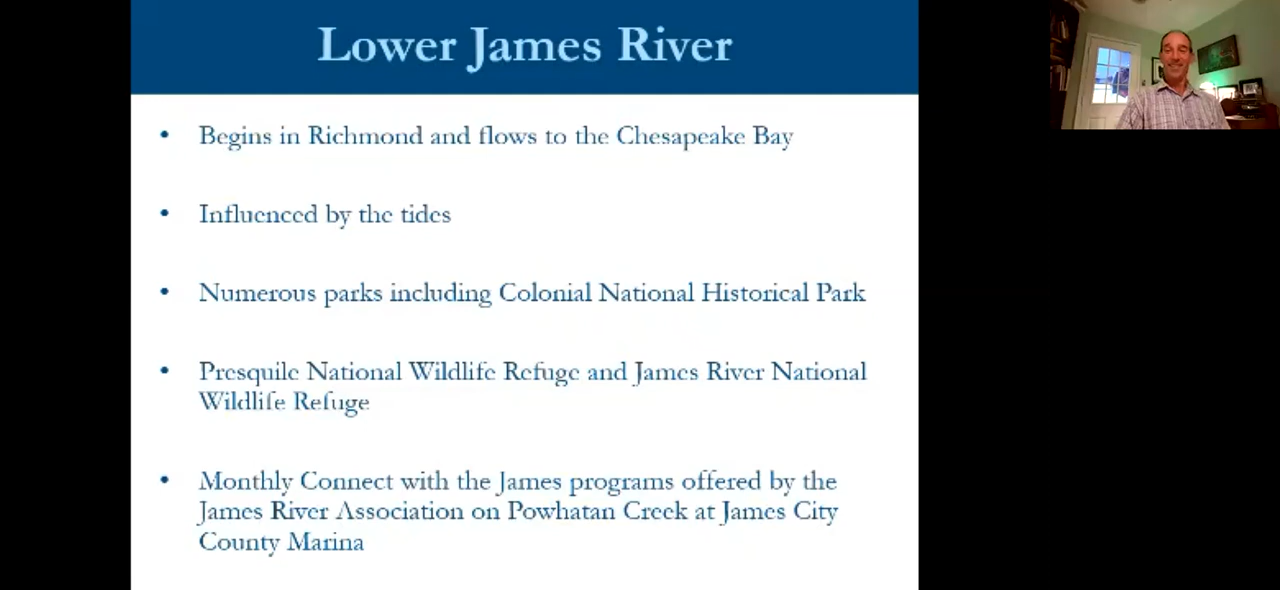 Lower James River
• Begins in Richmond and flows to the Chesapeake Bay
• Influenced by the tides
• Numerous parks including Colonial National Historical Park
• Presquile National Wildlife Refuge and James River National
Wildlife Refuge
• Monthly Connect with the James programs offered by the
James River Association on Powhatan Creek at James City
County Marina